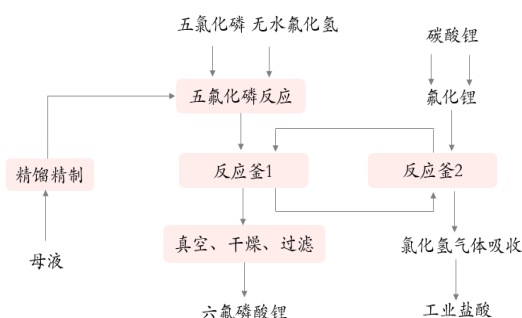 五氯化磷 无水氟化氢
碳酸锂
五氟化磷反应
氟化锂
精馏精制
反应釜1
反应釜2
真空、干燥、过滤
氯化氢气体吸收
母液
六氟磷酸锂
工业盐酸